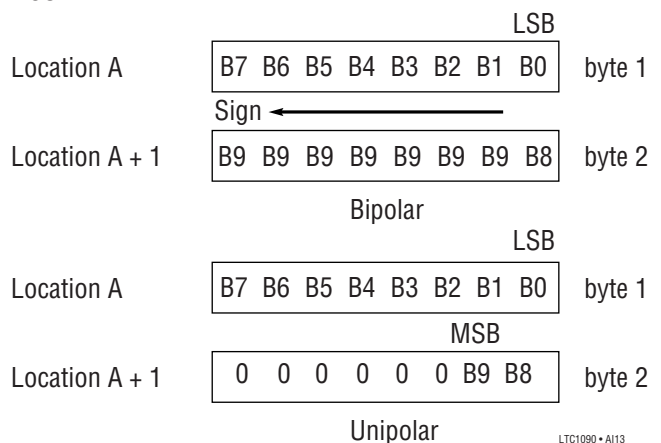 LSB
Location A B7 B6 B5 B4 B3 B2 B1 B0 byte 1
Sign
Location A + 1 B9 B9 B9 B9 B9 B9 B9 B8 byte 2
Bipolar
LSB
Location A B7 B6 B5 B4 B3 B2 B1 B0 byte 1
MSB
Location A + 1 0 0 0 0 0 0 B9 B8 byte 2
Unipolar
LTC1090 • AI13